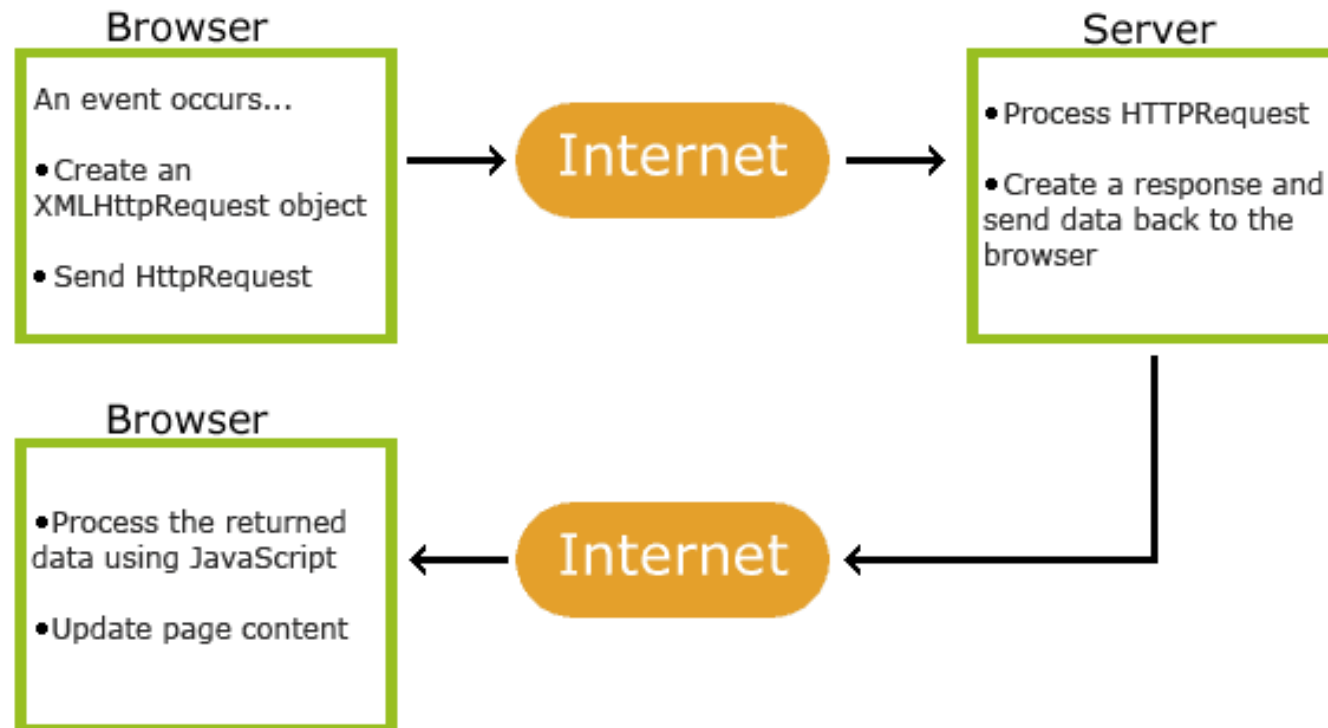 Browser
An event occurs...
•Create an
XMLHttpRequest object
• Send HttpRequest
Internet
Server
•Process HTTPRequest
•Create a response and
send data back to the
browser
Browser
•Process the returned
data using JavaScript
•Update page content
Internet